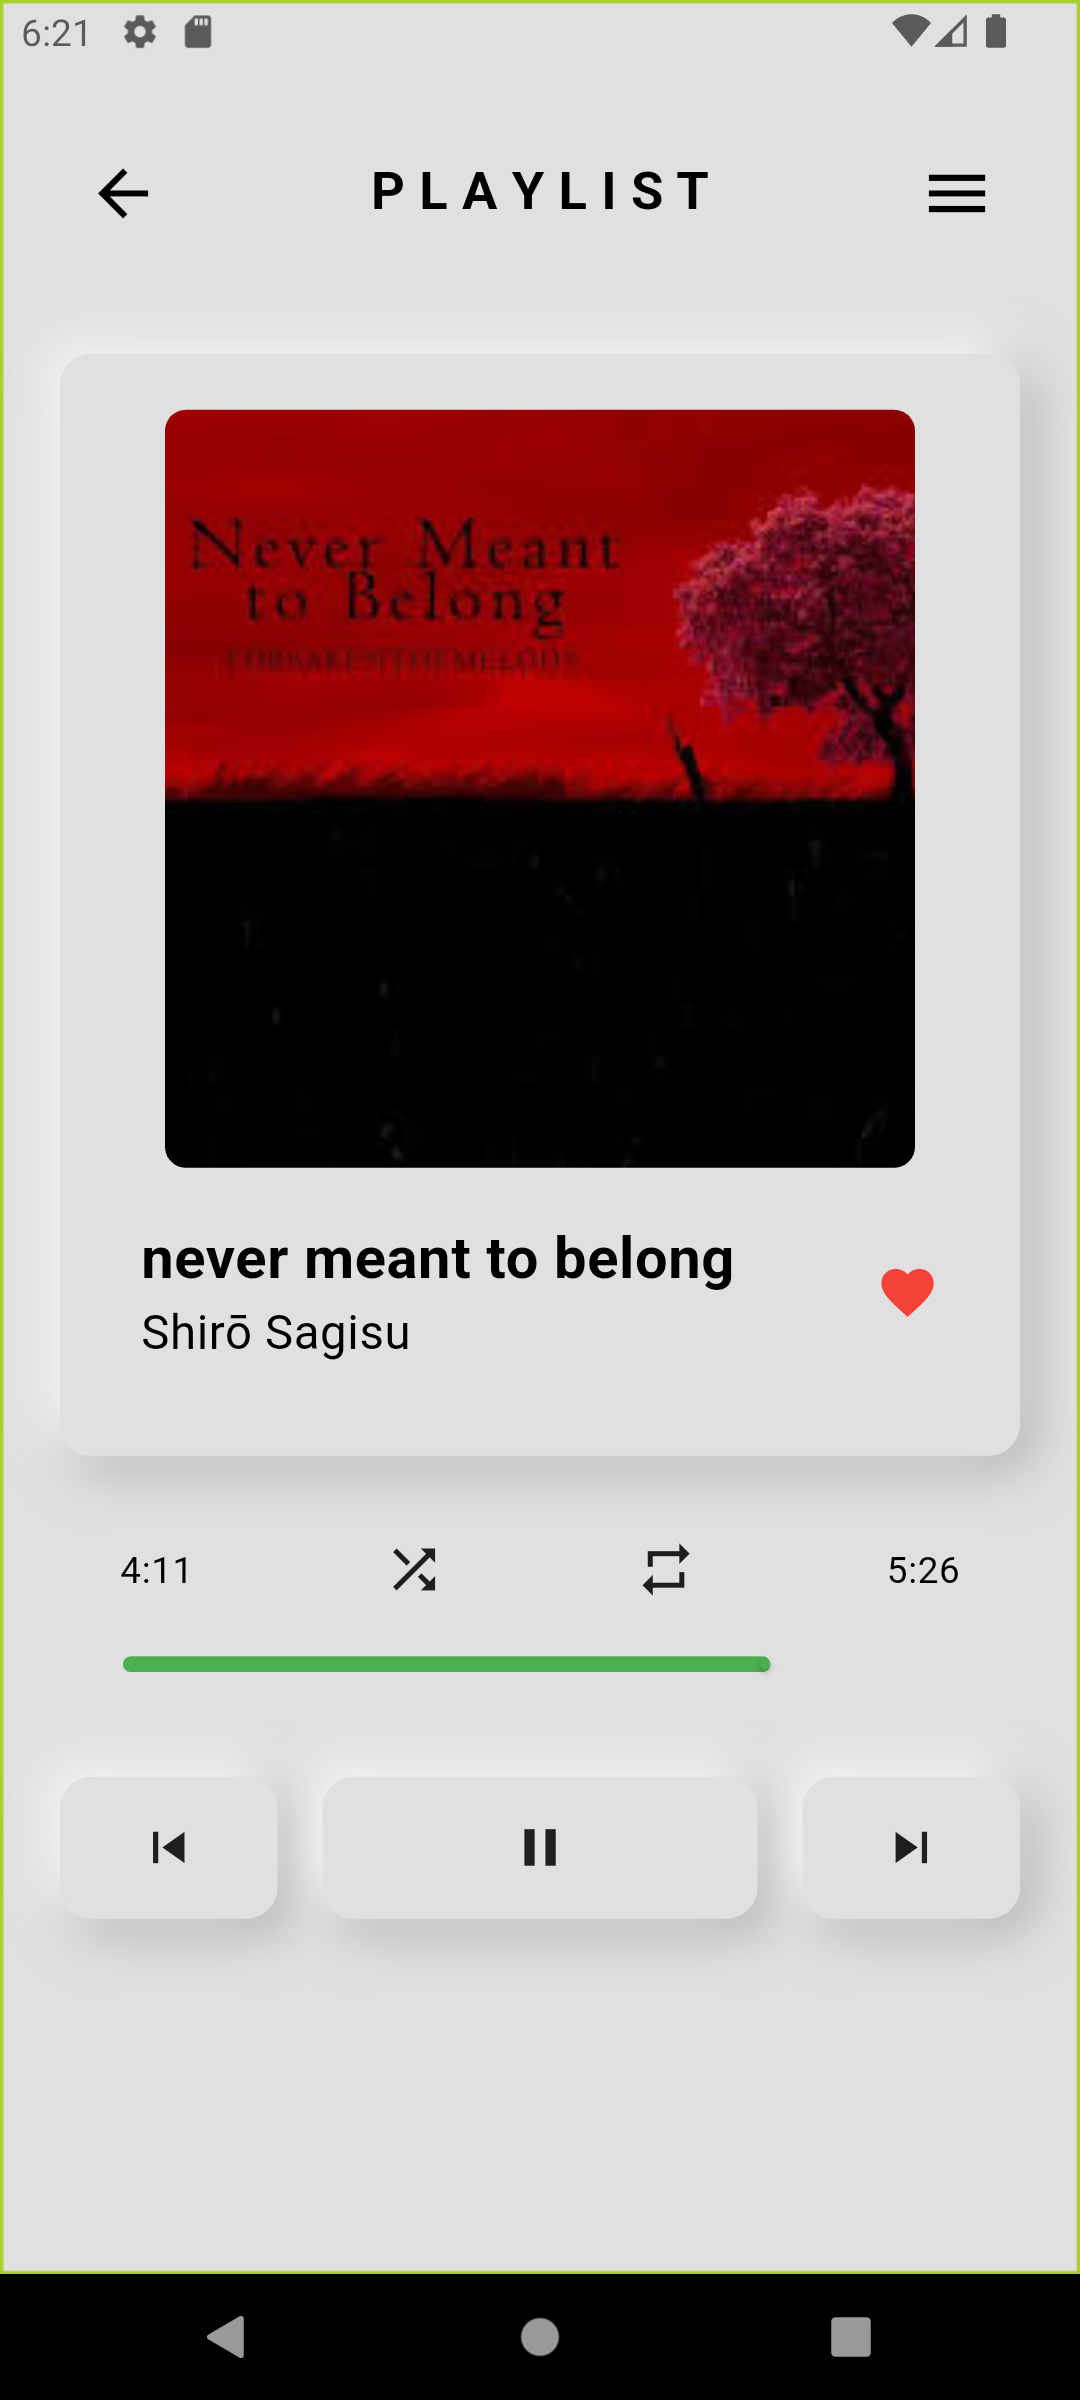 6:21
PLAYLIST
Never Meant
to Belong
never meant to belong
Shirō Sagisu
4:11
5:26